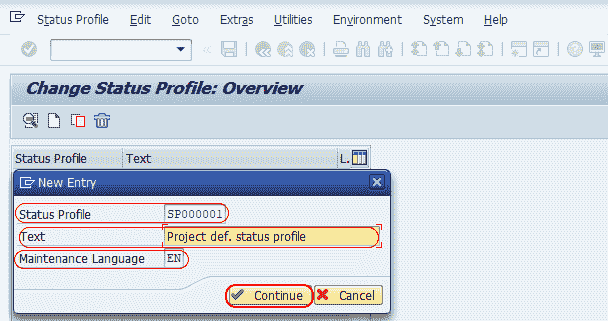 Status Profile Edit Goto Extras Utilities Environment System Help
Change Status Profile: Overview
Status Profile Text L.
New Entry
Status Profile SP000001
Text Project def. status profile
Maintenance Language EN
Continue Cancel